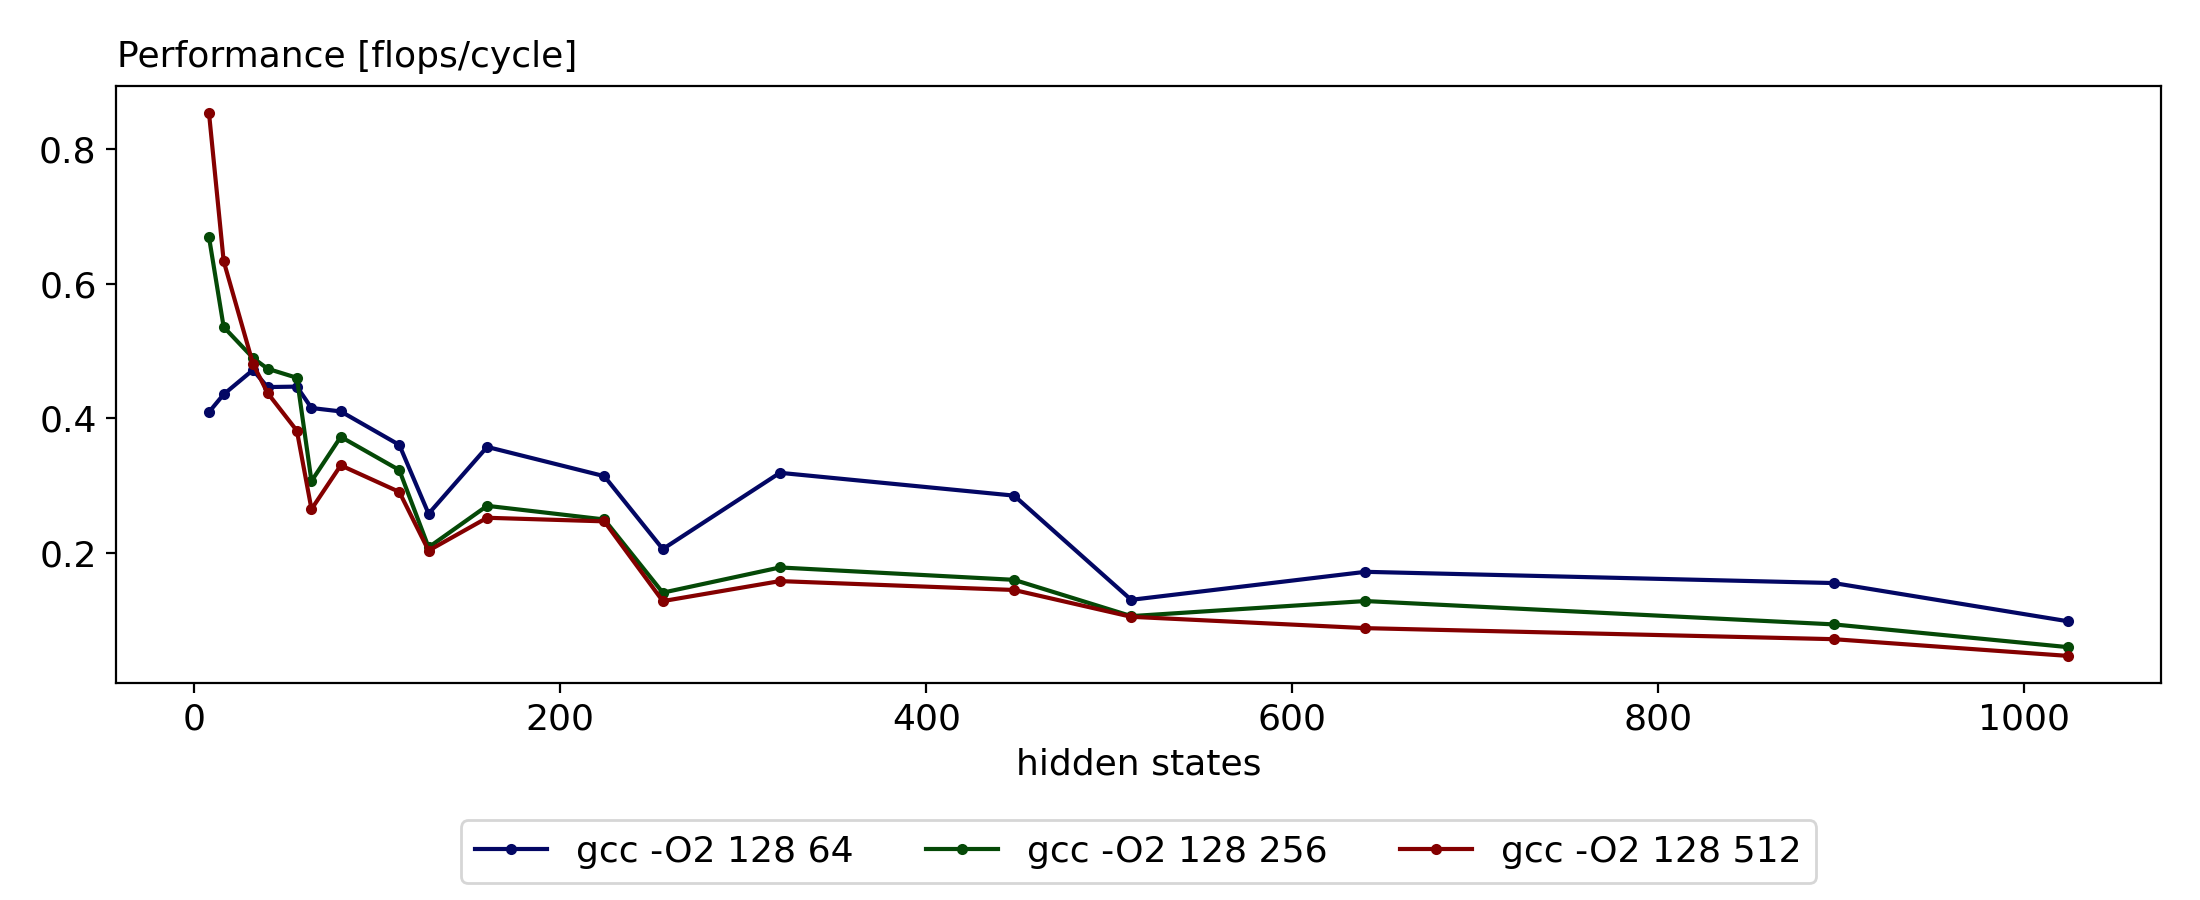 Performance [flops/cycle]
0.8
0.6
0.4
0.2
0 200 400 600 800 1000
hidden states
gcc -O2 128 64 gcc -O2 128 256 gcc -O2 128 512